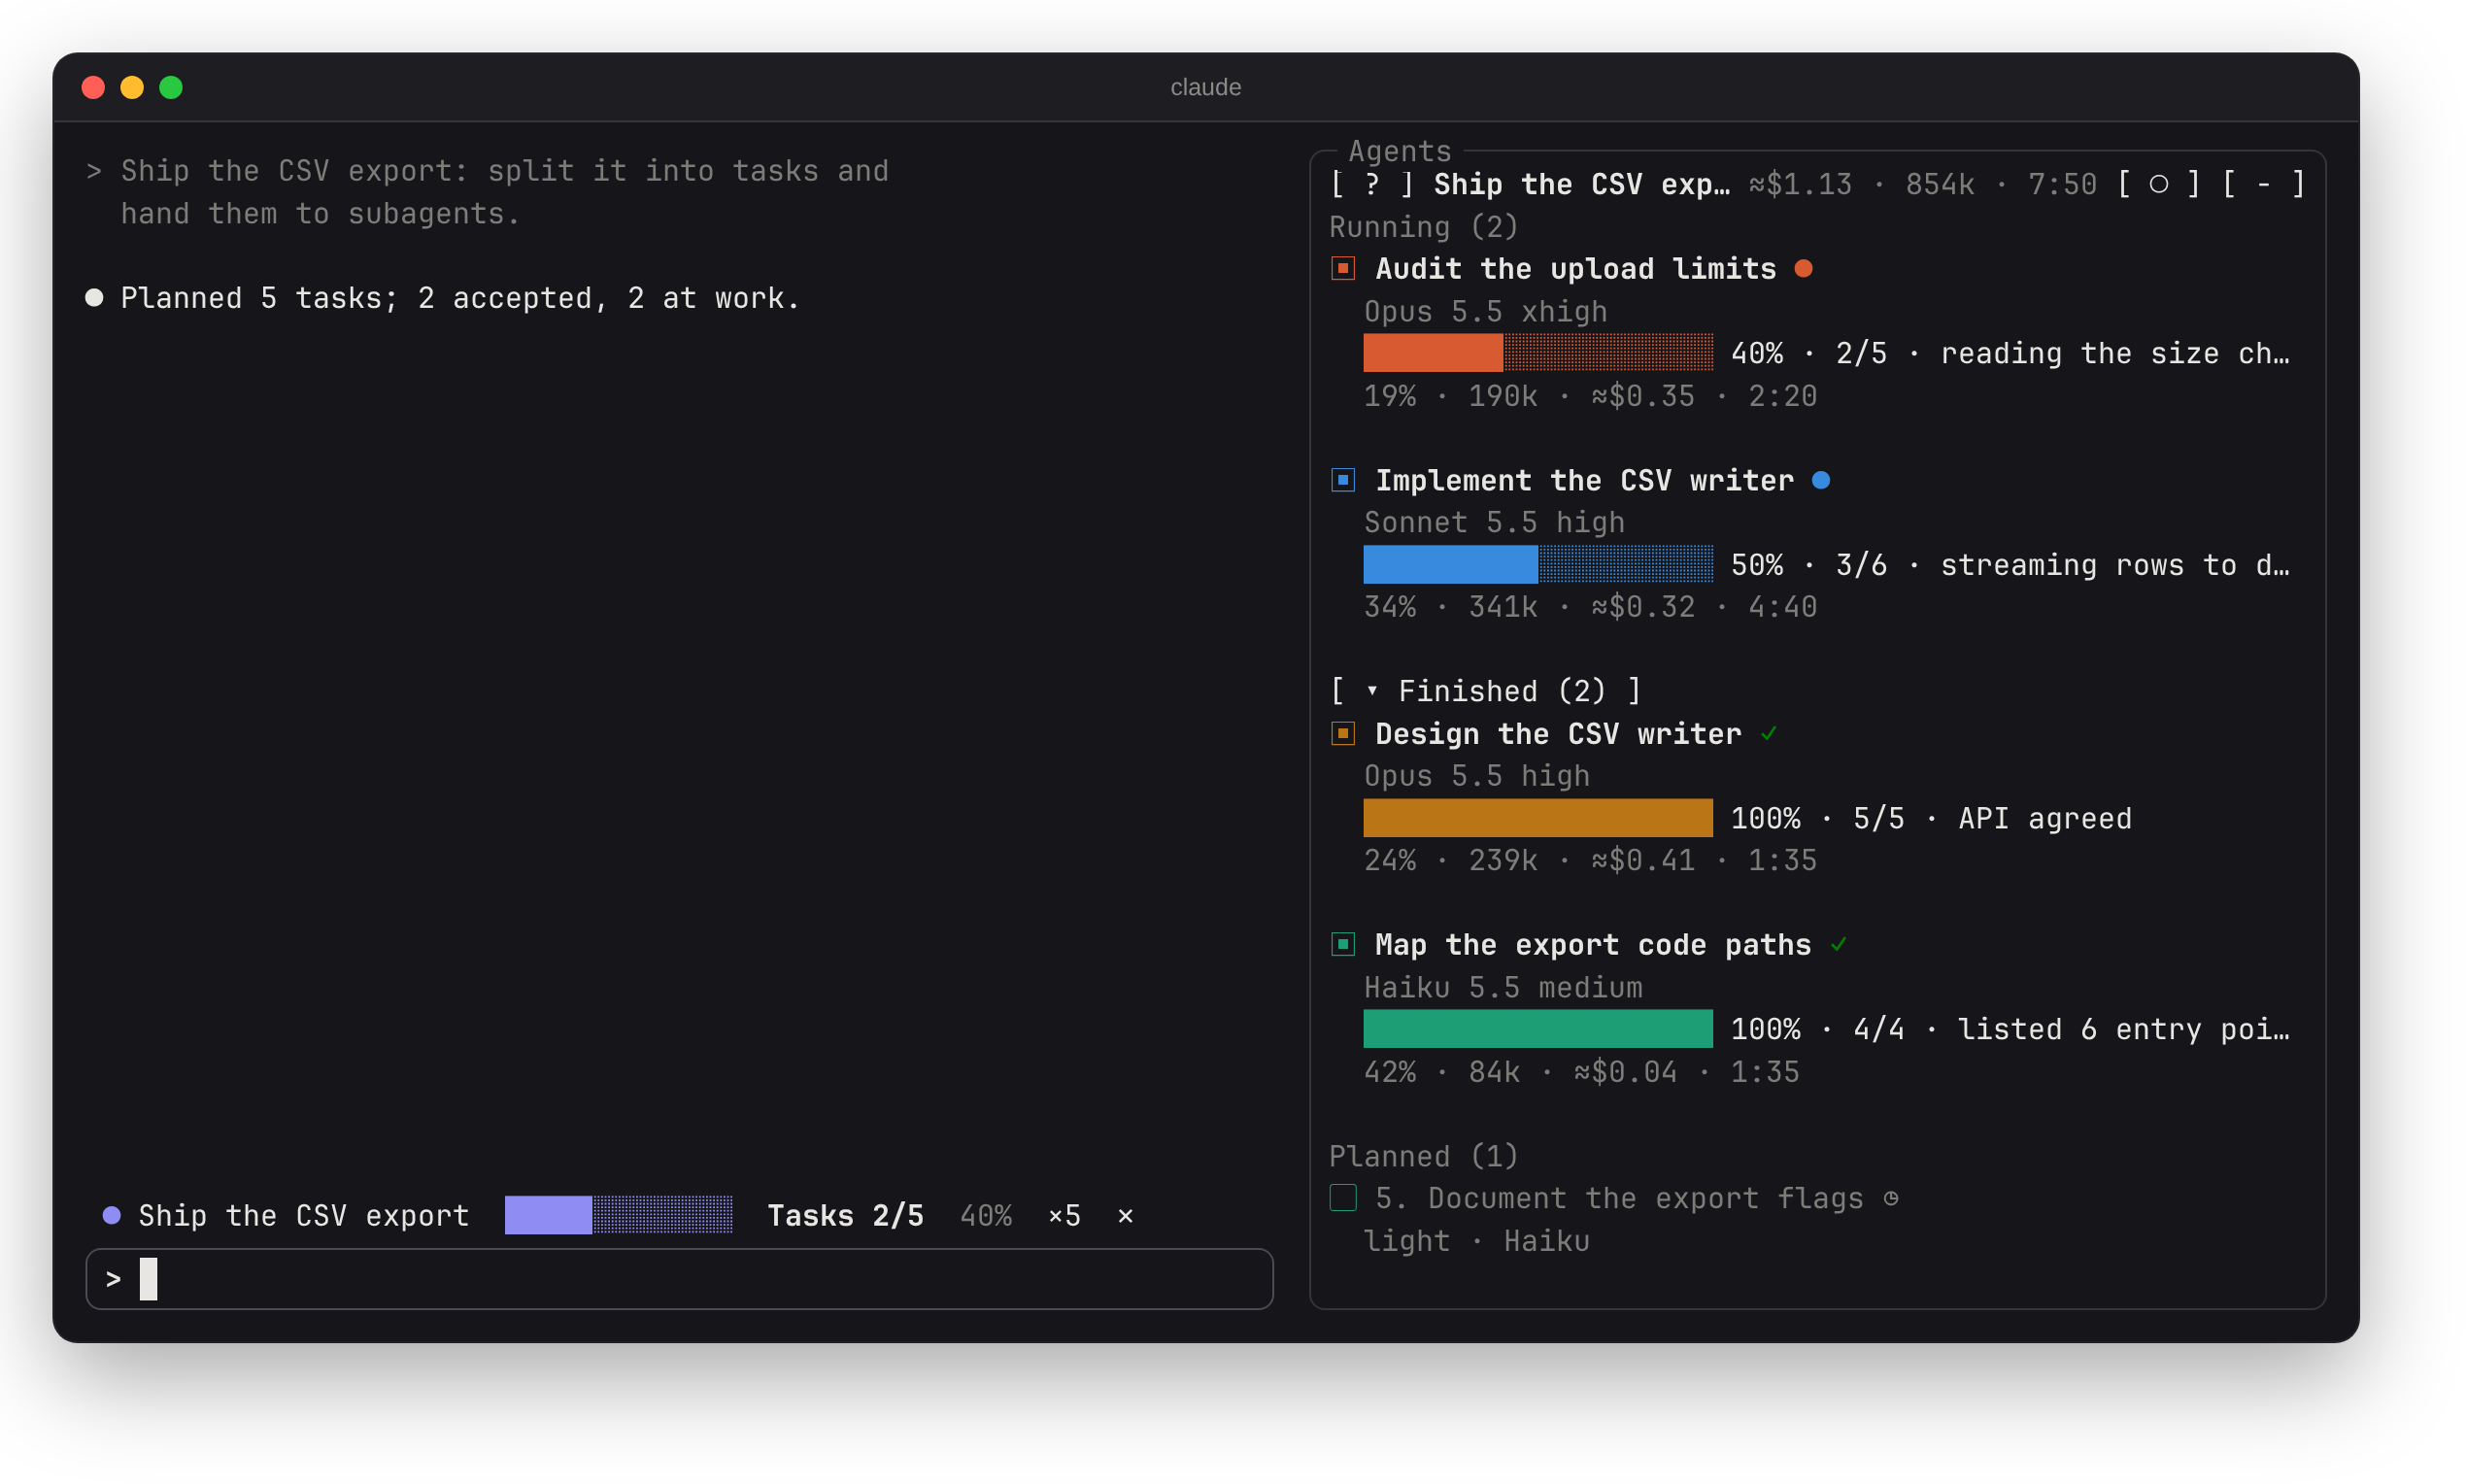 claude
> Ship the CSV export: split it into tasks and
hand them to subagents.
● Planned 5 tasks; 2 accepted, 2 at work.
● Ship the CSV export Tasks 2/5 40% ×5 ×
>
Agents
[ ? ] Ship the CSV exp… ≈$1.13 · 854k · 7:50 [ ○ ] [ - ]
Running (2)
▣ Audit the upload limits ●
Opus 5.5 xhigh
40% · 2/5 · reading the size ch…
19% · 190k · ≈$0.35 · 2:20
▣ Implement the CSV writer ●
Sonnet 5.5 high
50% · 3/6 · streaming rows to d…
34% · 341k · ≈$0.32 · 4:40
[ ▾ Finished (2) ]
▣ Design the CSV writer ✓
Opus 5.5 high
100% · 5/5 · API agreed
24% · 239k · ≈$0.41 · 1:35
▣ Map the export code paths ✓
Haiku 5.5 medium
100% · 4/4 · listed 6 entry poi…
42% · 84k · ≈$0.04 · 1:35
Planned (1)
□ 5. Document the export flags ◷
light · Haiku